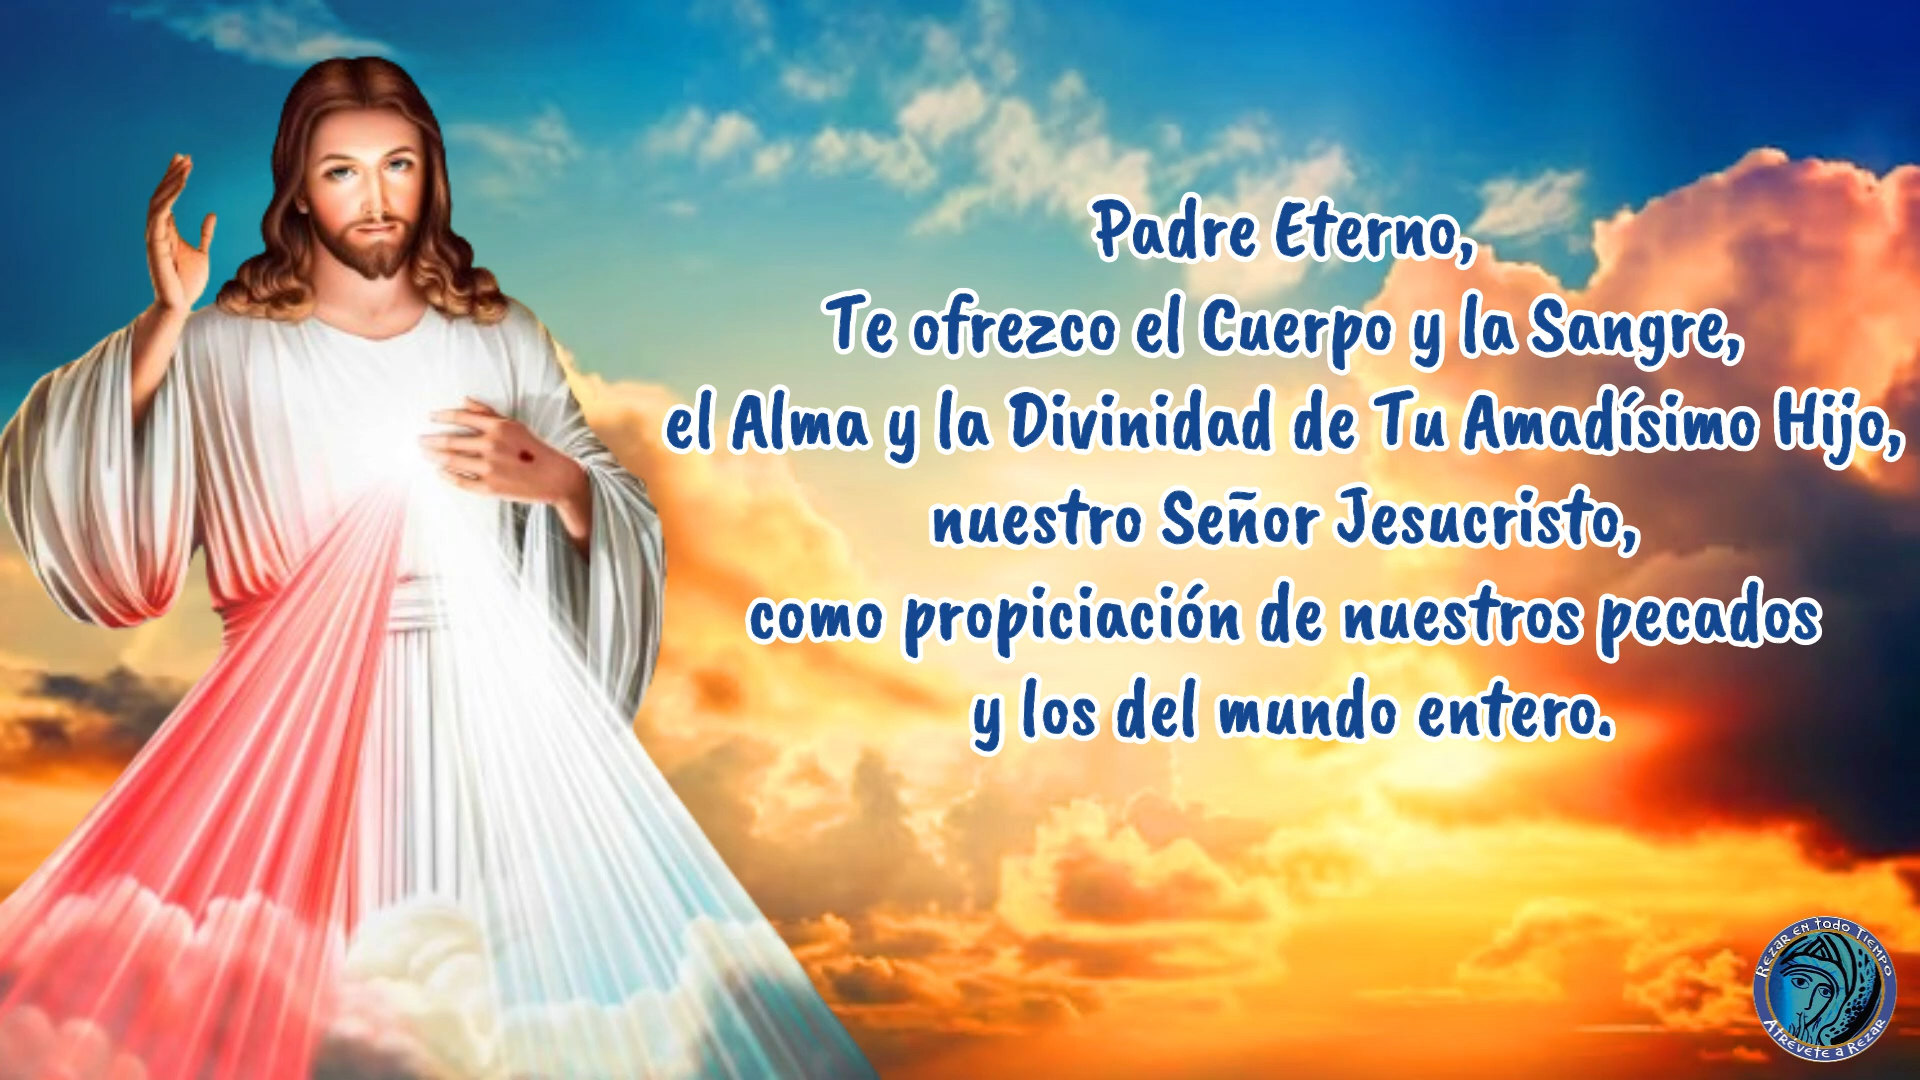 Padre Eterno,
Te ofrezco el Cuerpo y la Sangre,
el Alma y la Divinidad de Tu Amadísimo Hijo,
nuestro Señor Jesucristo,
como propiciación de nuestros pecados
y los del mundo entero.
Rezar en todo Tiempo
Atrévete a Rezar